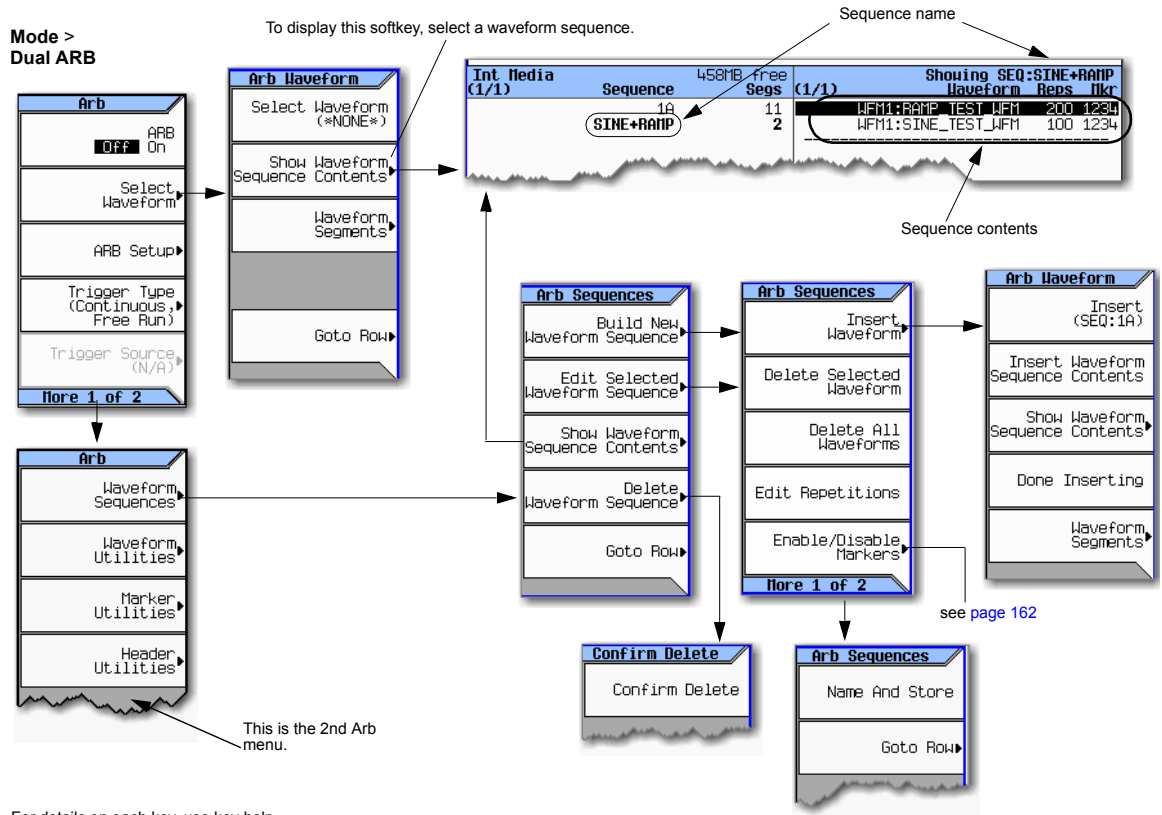 Mode >
Dual ARB
To display this softkey, select a waveform sequence.
Sequence name
Arb
ARB
Off On
Select
Waveform
ARB Setup
Trigger Type
(Continuous,
Free Run)
Trigger Source
(N/A)
More 1 of 2
Arb Waveform
Select Waveform
(*NONE*)
Show Waveform
Sequence Contents
Waveform
Segments
Goto Row
Int Media 458MB free
(1/1) Sequence Segs
1A 11
SINE+RAMP 2
Showing SEQ:SINE+RAMP
(1/1) Waveform Reps Mkr
WFM1:RAMP_TEST_WFM 200 1234
WFM1:SINE_TEST_WFM 100 1234
Sequence contents
Arb
Waveform
Sequences
Waveform
Utilities
Marker
Utilities
Header
Utilities
This is the 2nd Arb
menu.
Arb Sequences
Build New
Waveform Sequence
Edit Selected
Waveform Sequence
Show Waveform
Sequence Contents
Delete
Waveform Sequence
Goto Row
Arb Sequences
Insert
Waveform
Delete Selected
Waveform
Delete All
Waveforms
Edit Repetitions
Enable/Disable
Markers
More 1 of 2
see page 162
Arb Waveform
Insert
(SEQ:1A)
Insert Waveform
Sequence Contents
Show Waveform
Sequence Contents
Done Inserting
Waveform
Segments
Confirm Delete
Confirm Delete
Arb Sequences
Name And Store
Goto Row
For details on each key, use key help